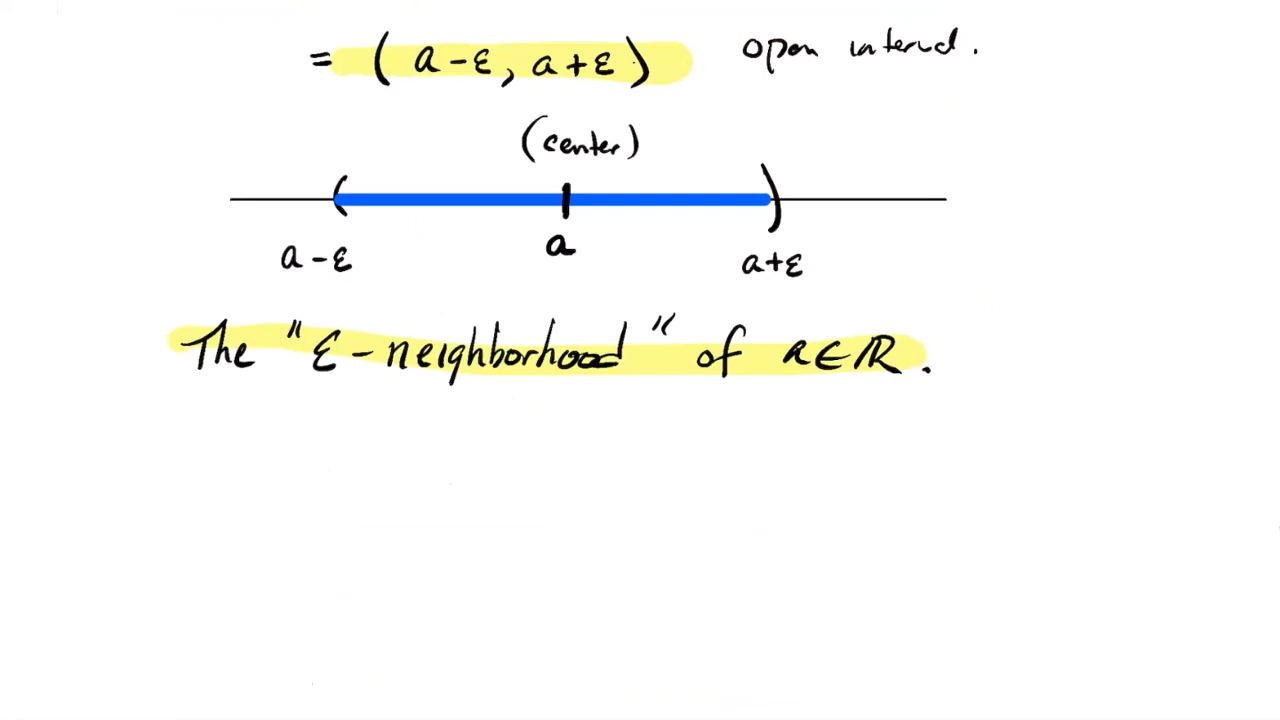 = (a-ε, a+ε) open interval.
(center)
a-ε a a+ε
The "ε-neighborhood" of a∈ℝ.